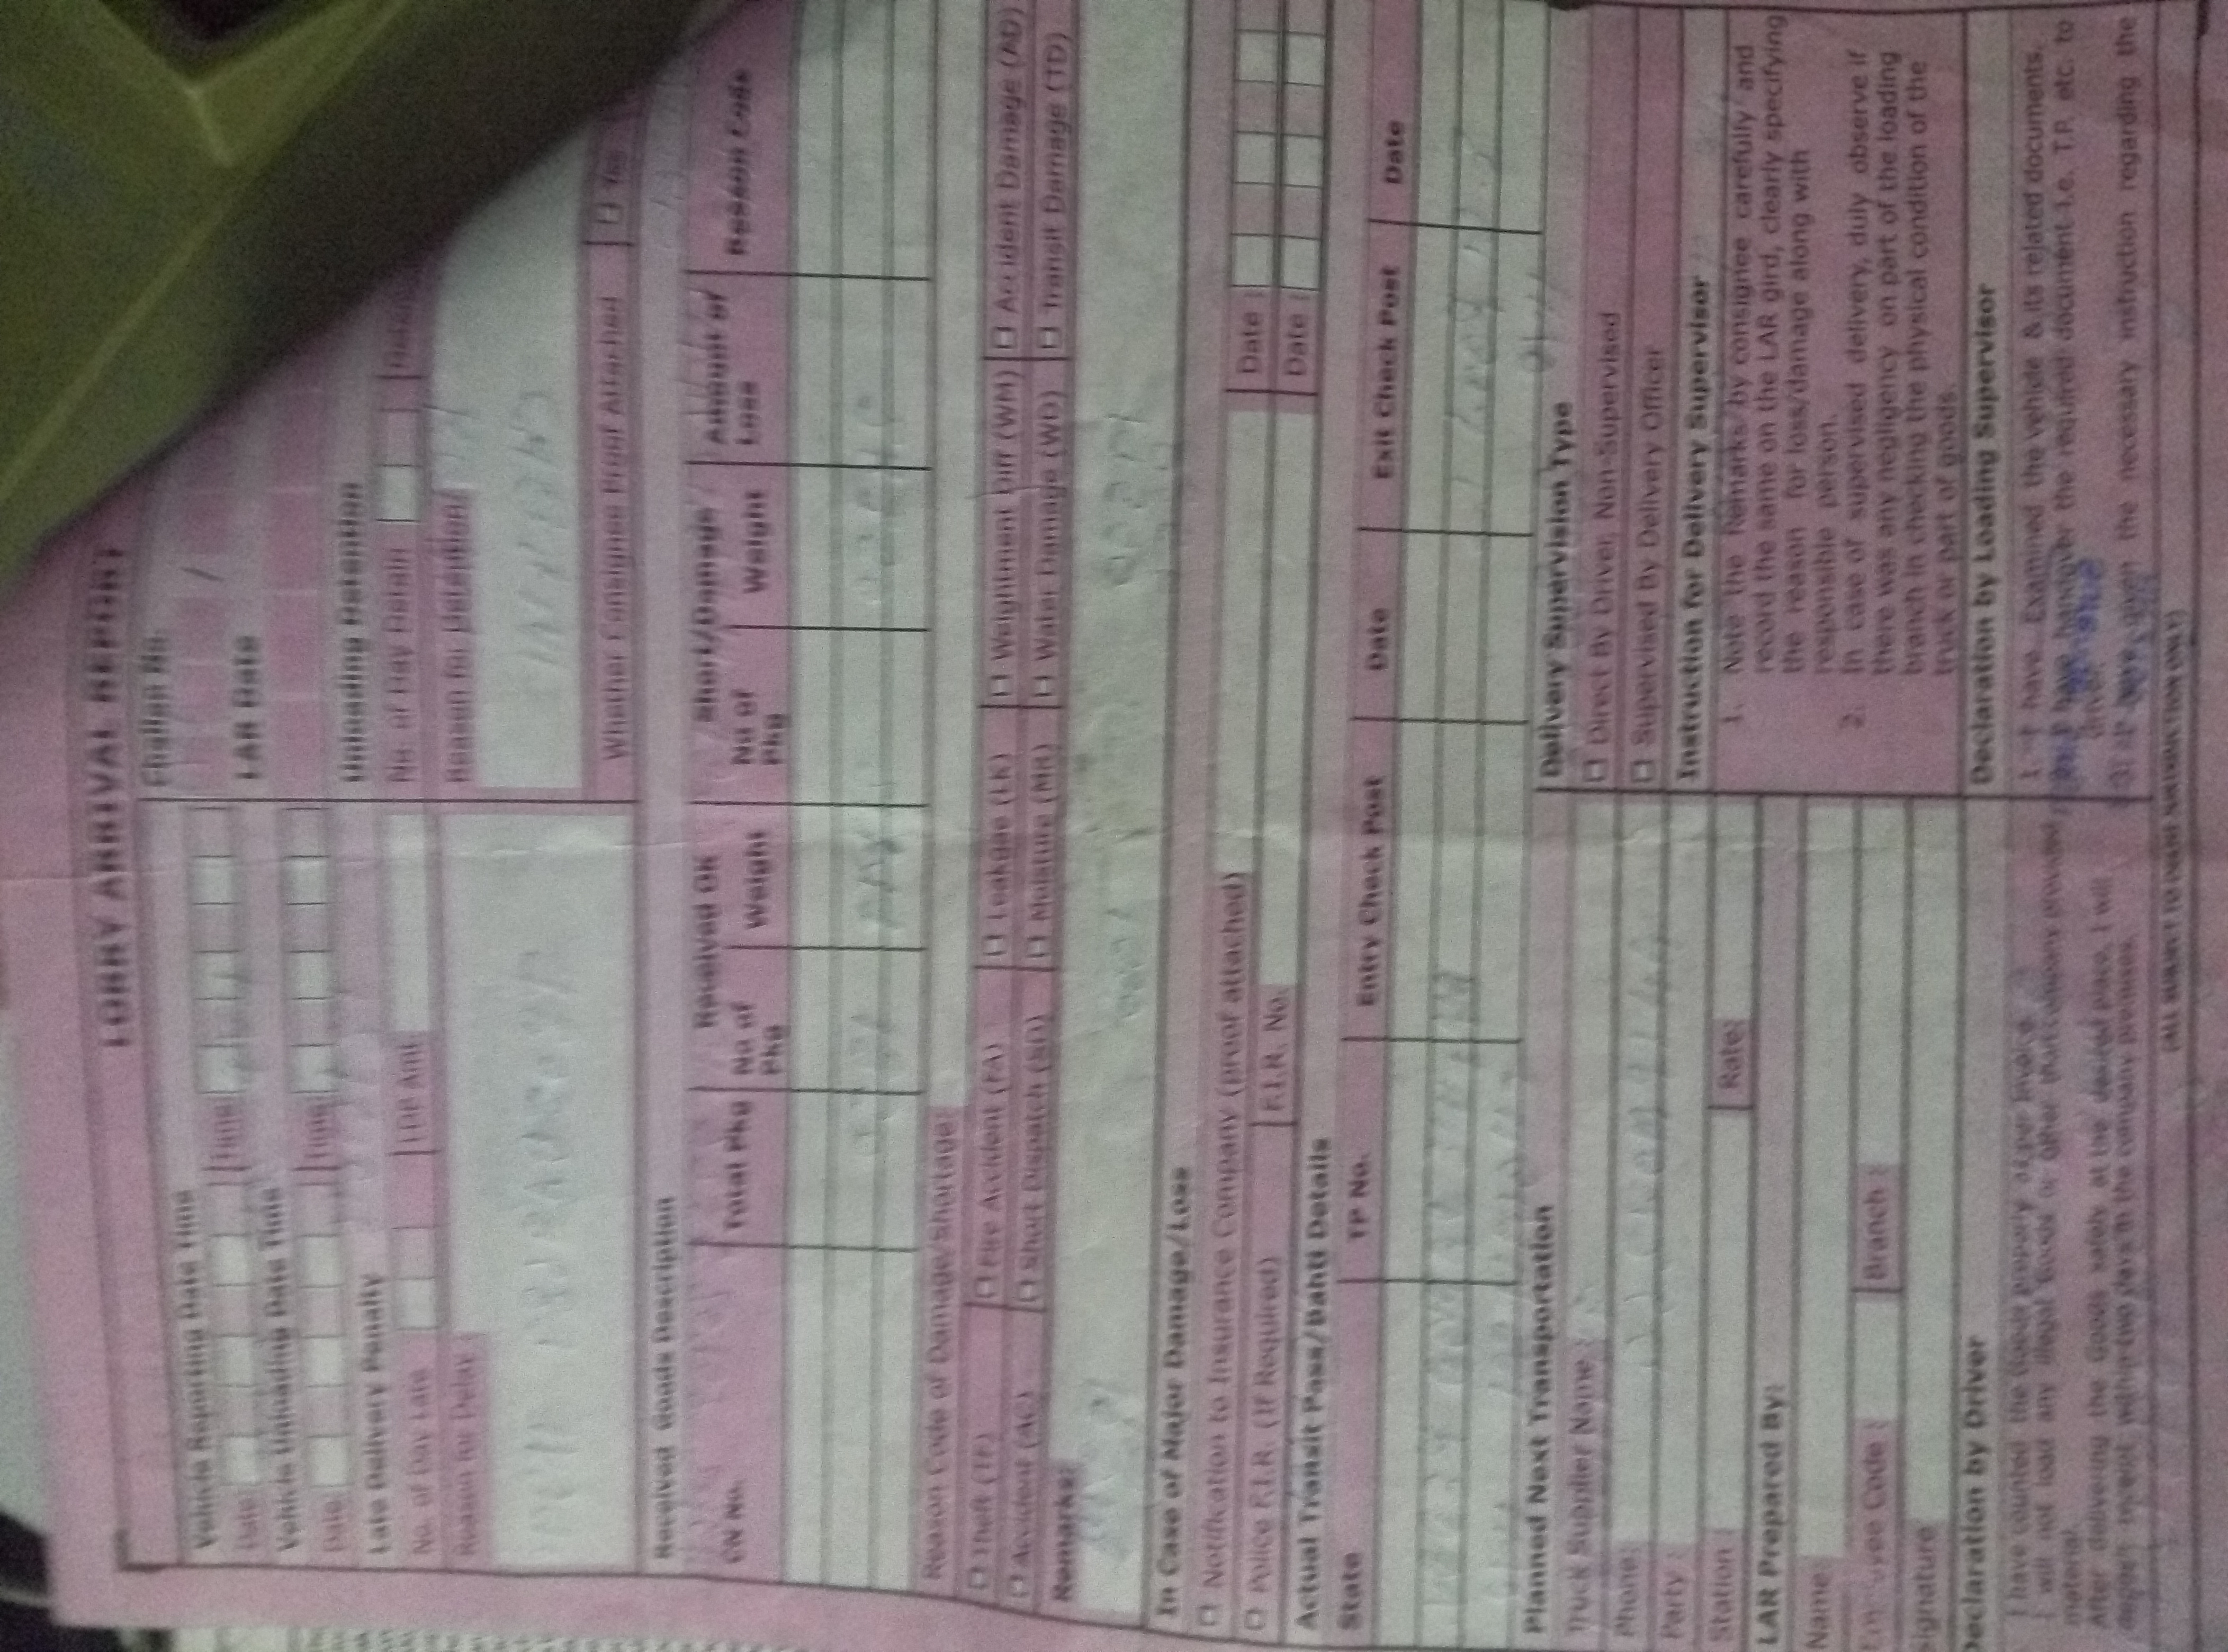 LORRY ARRIVAL REPORT
Vehicle Reporting Date Time
Challan No.
Date: Time:
/
Vehicle Unloading Date Time
LAR Date
Date: Time:
Late Delivery Penalty
Unloading Detention
No. of Day Late LDP Amt.
No. of Day Detain
Reason for Delay :
Reason for Detention/
Whether Consignee Proof Attached Yes
Received Goods Description
CN No. Total Pkg Received OK Short/Damage Amount of Loss Reason Code
No of Pkg Weight No of Pkg Weight
Reason Code of Damage/Shortage:
Theft (TF) Fire Accident (FA) Leakgae (LK) Weightment Diff (WM) Accident Damage (AD)
Accident (AC) Short Dispatch (SD) Moisture (MR) Water Damage (WD) Transit Damage (TD)
Remarks:
In Case of Major Damage/Loss
Notification to Insurance Company (proof attached) Date :
Police F.I.R. (If Required) F.I.R. No. Date :
Actual Transit Pass/Bahti Details
State TP No. Entry Check Post Date Exit Check Post Date
Planned Next Transportation
Truck Supplier Name :
Phone:
Party :
Station : Rate:
LAR Prepared By:
Name:
Code : Branch :
Signature
Delivery Supervision Type
Direct By Driver, Non-Supervised
Supervised By Delivery Officer
Instruction for Delivery Supervisor
1. Note the Remarks by consignee carefully and
record the same on the LAR gird, clearly specifying
the reason for loss/damage along with
responsible person.
2. In case of supervised delivery, duly observe if
there was any negligency on part of the loading
branch in checking the physical condition of the
truck or part of goods.
Declaration by Driver
I have counted the Goods properly as per Invoice.
I will not load any illegal Goods or other than company provided
material.
After delivering the Goods safely at the desired place, I will
deposit receipt within two days in the company premises.
Declaration by Loading Supervisor
1. I have Examined the vehicle & its related documents.
2. I have handover the required document i.e. T.P. etc. to
driver.
3. I have given the necessary instruction regarding the
(ALL SUBJECT TO DELHI JURISDICTION ONLY)